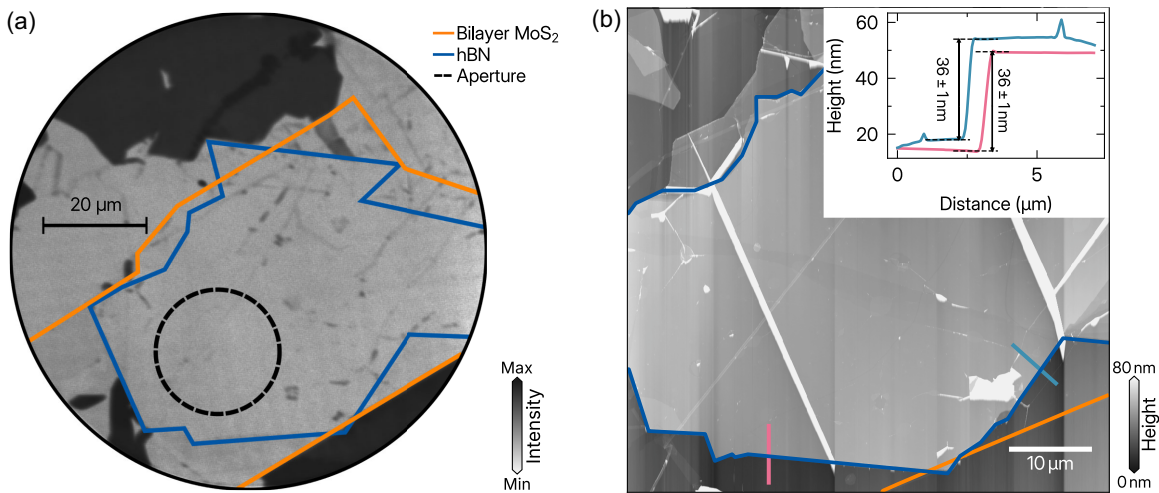 (a)
Bilayer MoS₂
hBN
Aperture
20 μm
Max
Intensity
Min
(b)
60
40
20
Height (nm)
36 ± 1nm
36 ± 1nm
0
5
Distance (μm)
80 nm
Height
0 nm
10 μm